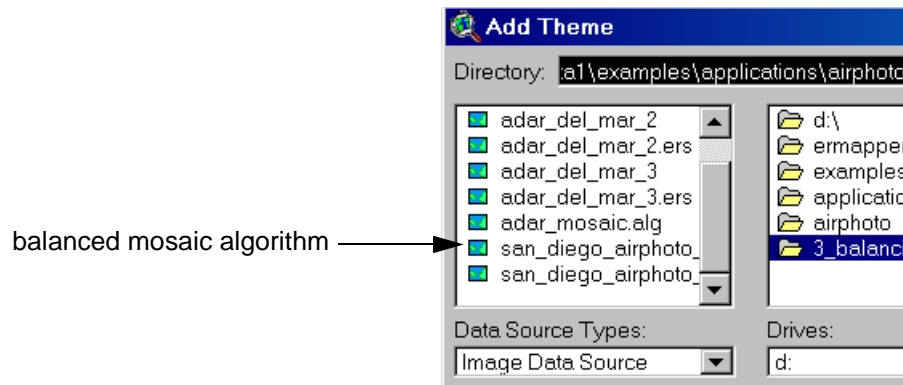 Add Theme
Directory: :a1\examples\applications\airphoto
adar_del_mar_2
adar_del_mar_2.ers
adar_del_mar_3
adar_del_mar_3.ers
adar_mosaic.alg
san_diego_airphoto_
san_diego_airphoto_
d:\
ermapper
examples
applicatio
airphoto
3_balanci
balanced mosaic algorithm
Data Source Types:
Image Data Source
Drives:
d: